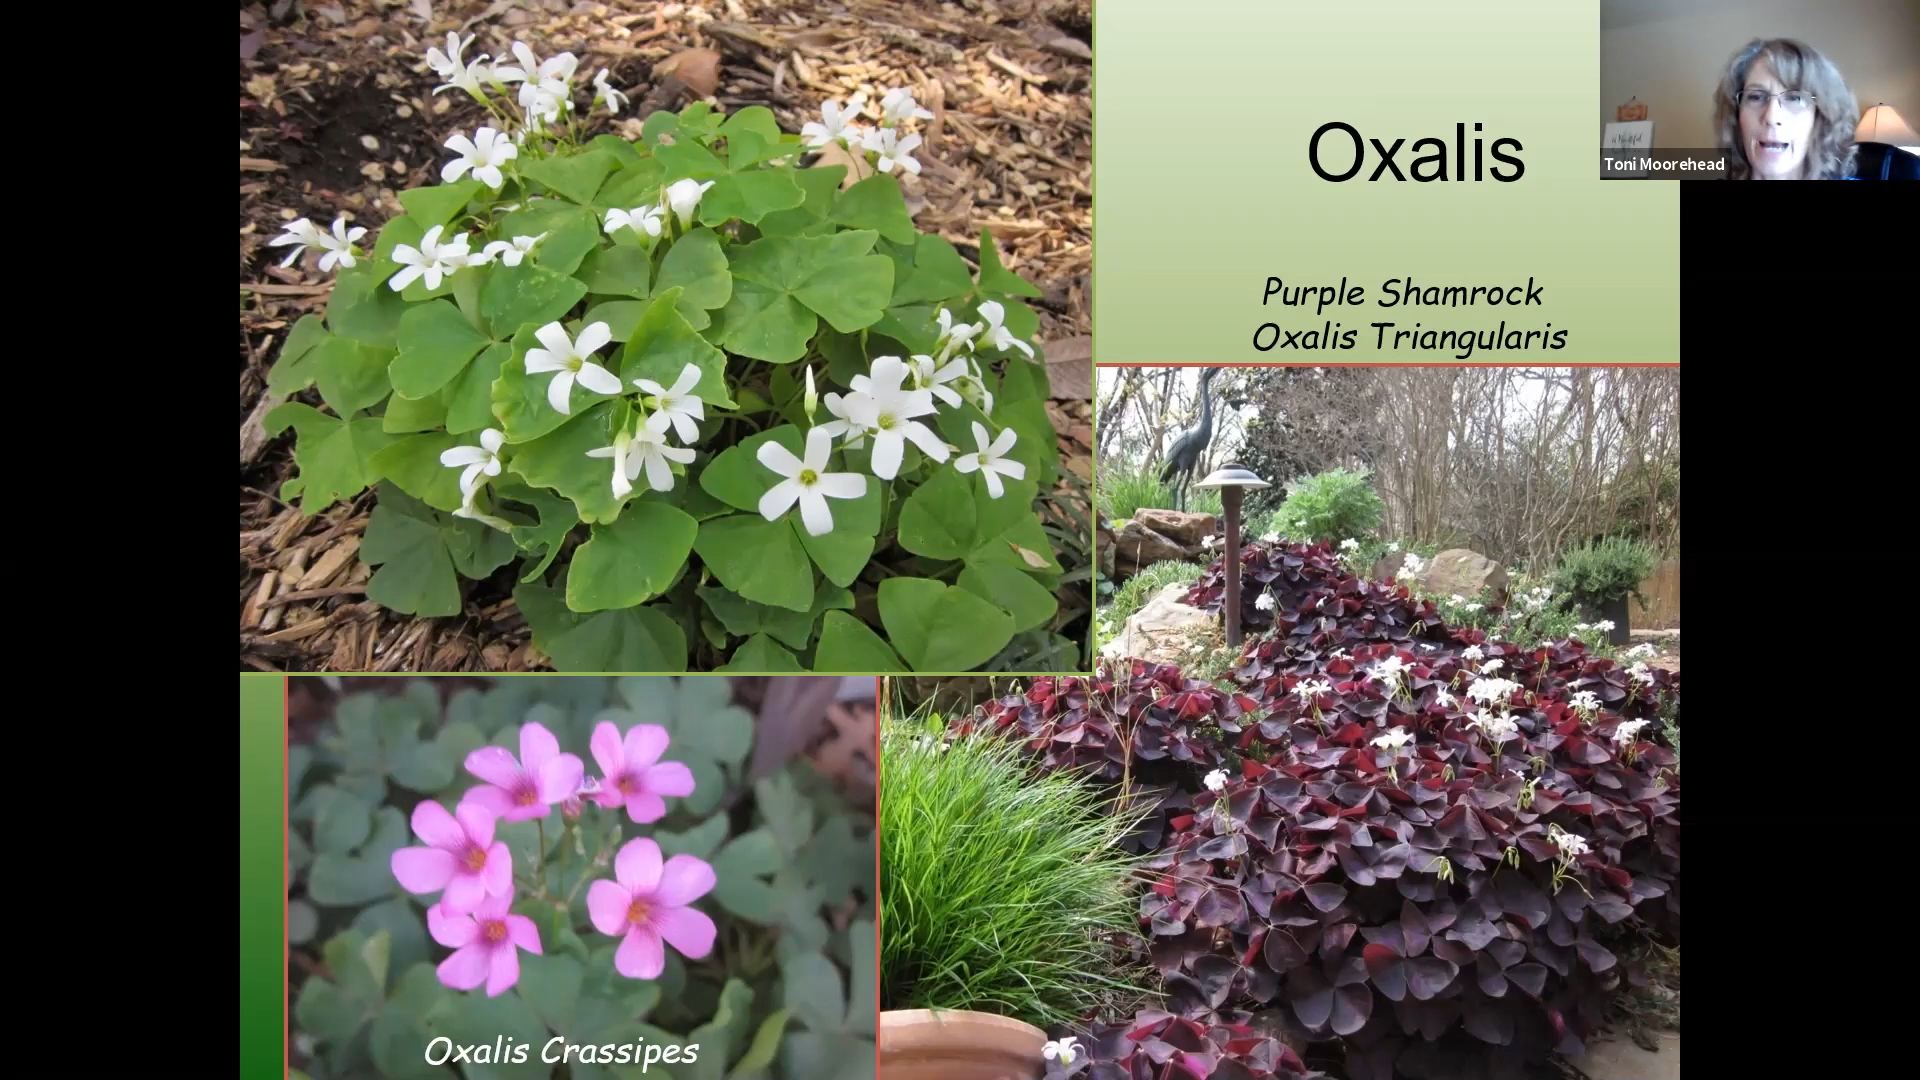 Oxalis
Toni Moorehead
Purple Shamrock
Oxalis Triangularis
Oxalis Crassipes